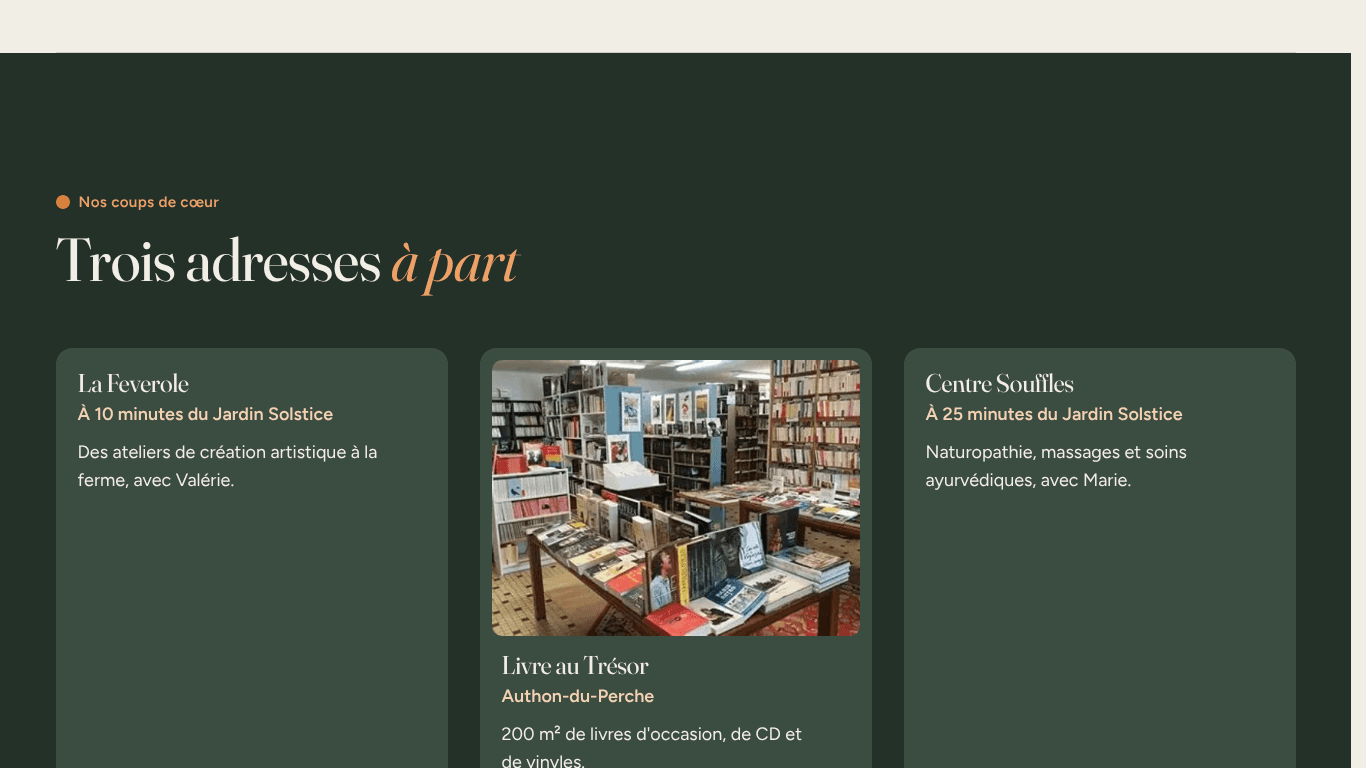 Nos coups de cœur
Trois adresses à part
La Feverole
À 10 minutes du Jardin Solstice
Des ateliers de création artistique à la
ferme, avec Valérie.
Livre au Trésor
Authon-du-Perche
200 m² de livres d'occasion, de CD et
de vinyles.
Centre Souffles
À 25 minutes du Jardin Solstice
Naturopathie, massages et soins
ayurvédiques, avec Marie.